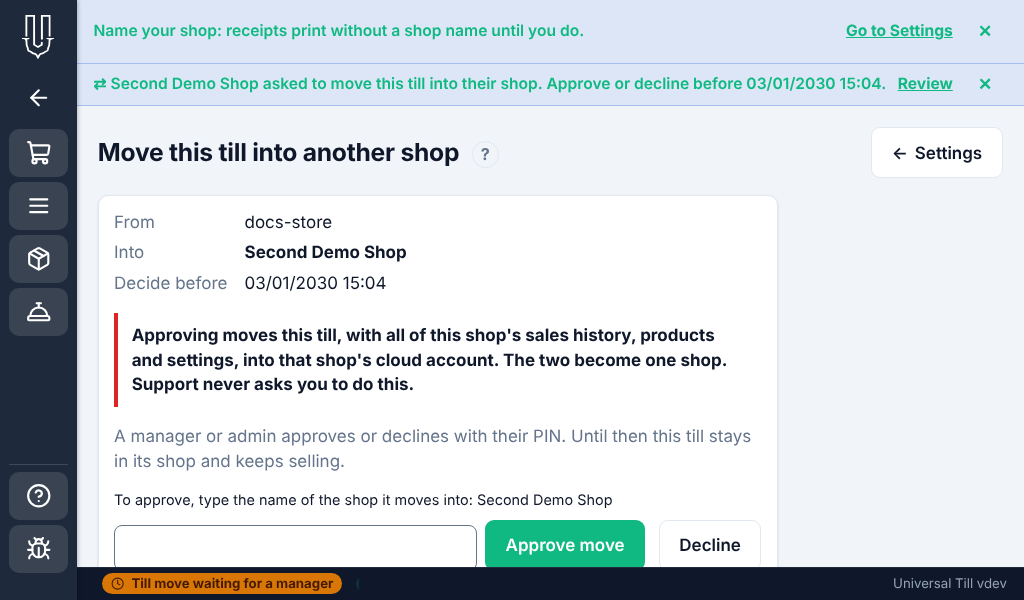 Name your shop: receipts print without a shop name until you do.
Go to Settings
✕
⇄ Second Demo Shop asked to move this till into their shop. Approve or decline before 03/01/2030 15:04.
Review
✕
Move this till into another shop
?
← Settings
From docs-store
Into Second Demo Shop
Decide before 03/01/2030 15:04
Approving moves this till, with all of this shop's sales history, products
and settings, into that shop's cloud account. The two become one shop.
Support never asks you to do this.
A manager or admin approves or declines with their PIN. Until then this till stays
in its shop and keeps selling.
To approve, type the name of the shop it moves into: Second Demo Shop
Approve move
Decline
Till move waiting for a manager
Universal Till vdev